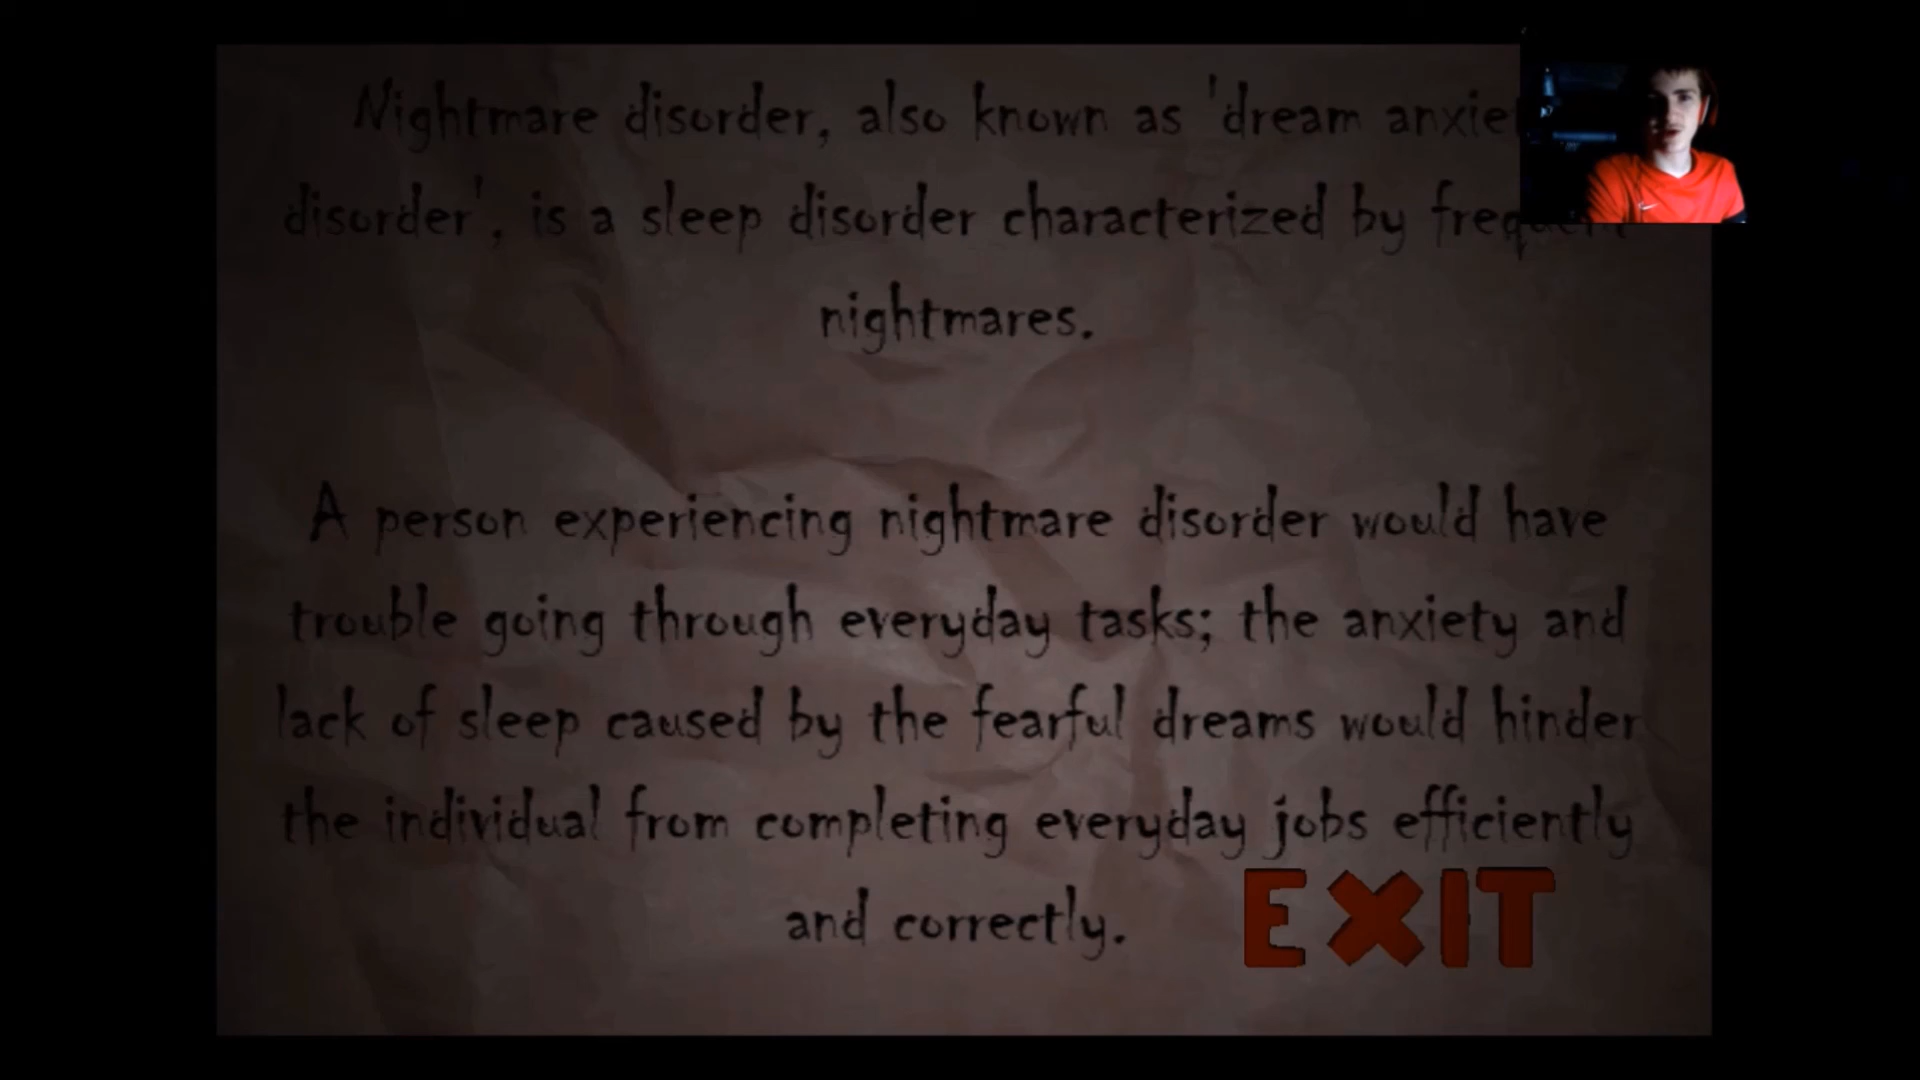 Nightmare disorder, also known as 'dream
disorder', is a sleep disorder characterized by
nightmares.
A person experiencing nightmare disorder would have
trouble going through everyday tasks; the anxiety and
lack of sleep caused by the fearful dreams would hinder
the individual from completing everyday jobs efficiently
and correctly.
EXIT